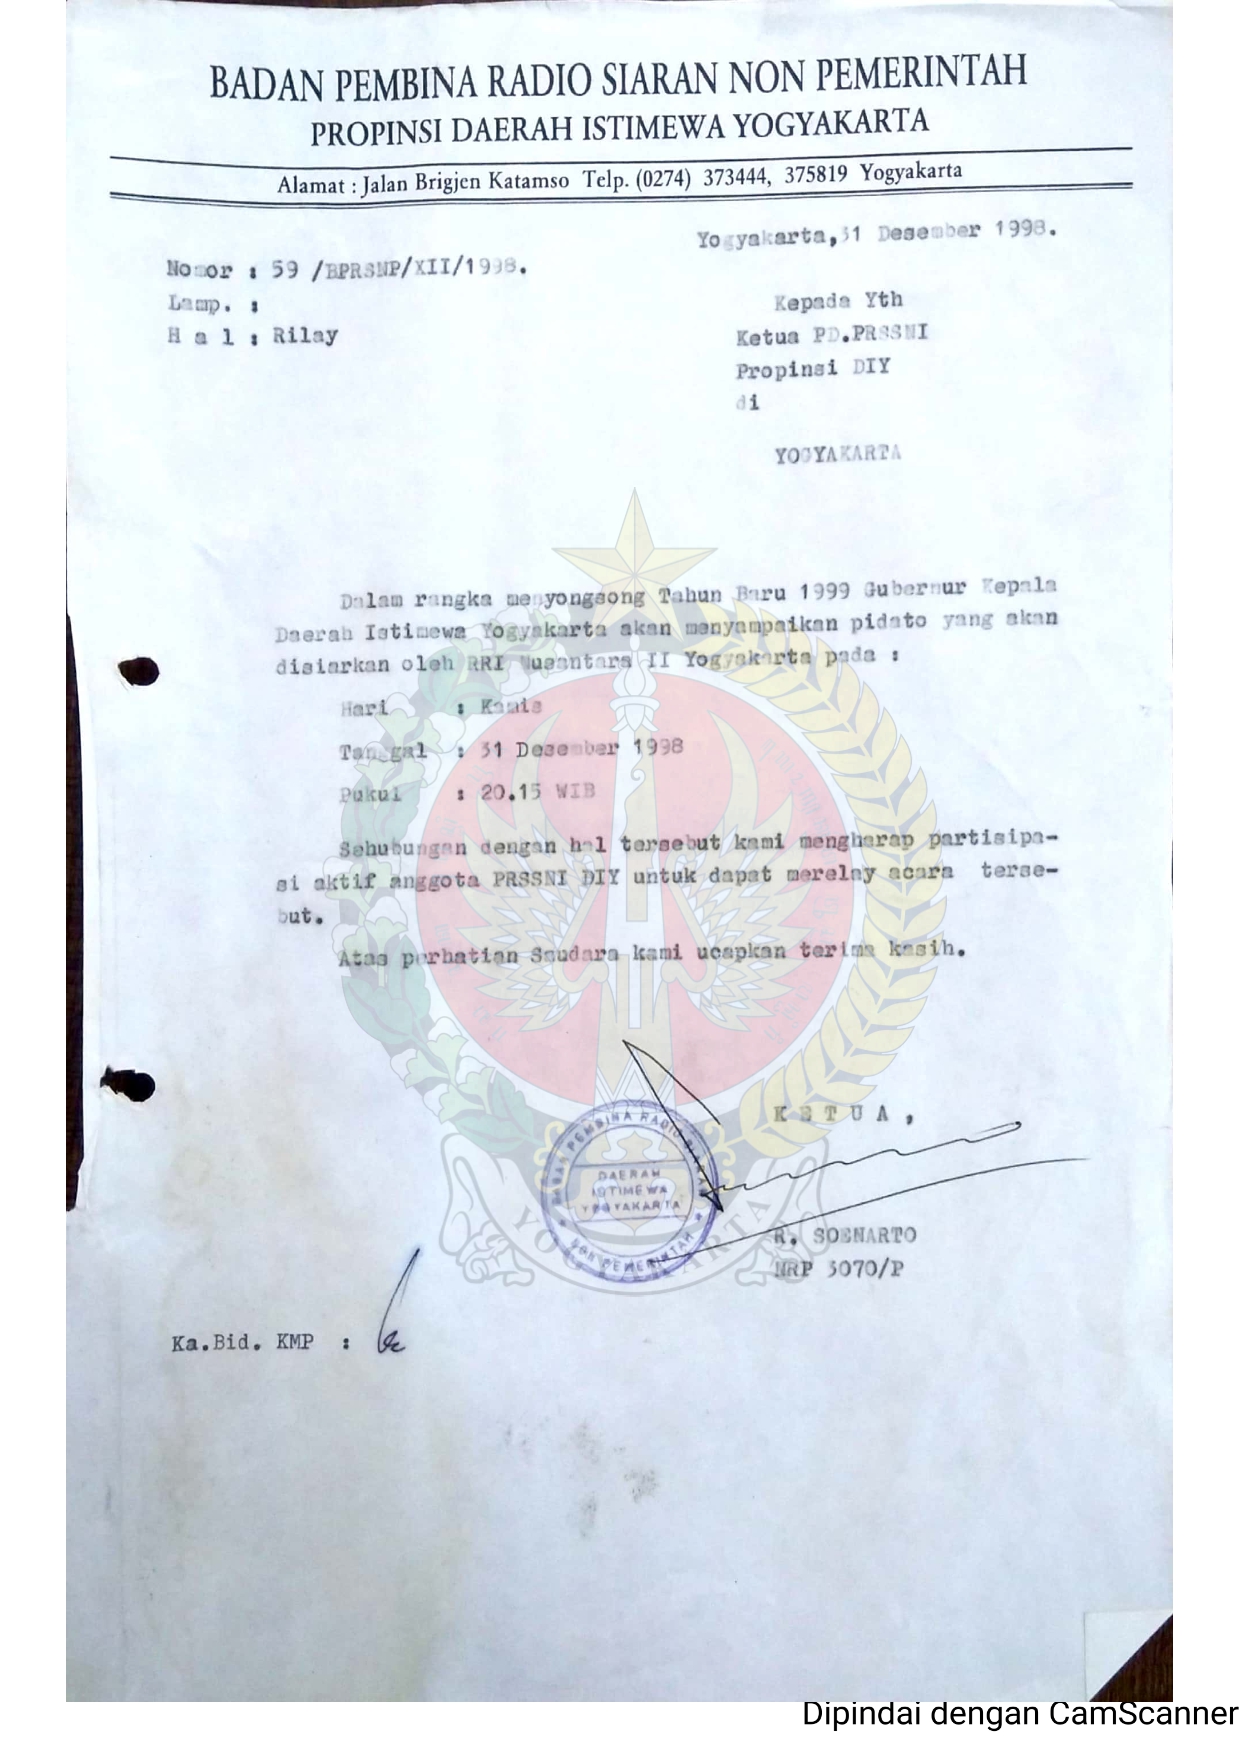 BADAN PEMBINA RADIO SIARAN NON PEMERINTAH
PROPINSI DAERAH ISTIMEWA YOGYAKARTA
Alamat : Jalan Brigjen Katamso Telp. (0274) 373444, 375819 Yogyakarta
Yogyakarta,31 Desember 1998.
Nomor : 59 /BPRSNP/XII/1998.
Lamp. :
H a l : Rilay
Kepada Yth
Ketua PD.PRSSNI
Propinsi DIY
di
YOGYAKARTA
Dalam rangka menyongsong Tahun Baru 1999 Gubernur Kepala
Daerah Istimewa Yogyakarta akan menyampaikan pidato yang akan
disiarkan oleh RRI Nusantara II Yogyakarta pada :
Hari : Kamis
Tanggal : 31 Desember 1998
Pukul : 20.15 WIB
Sehubungan dengan hal tersebut kami mengharap partisipa-
si aktif anggota PRSSNI DIY untuk dapat merelay acara terse-
but.
Atas perhatian Saudara kami ucapkan terima kasih.
K E T U A ,
BADAN PEMBINA RADIO SIARAN
DAERAH
ISTIMEWA
YOGYAKARTA
NON PEMERINTAH
YOGYAKARTA
R. SOENARTO
NRP 3070/P
Ka.Bid. KMP :
Dipindai dengan CamScanner